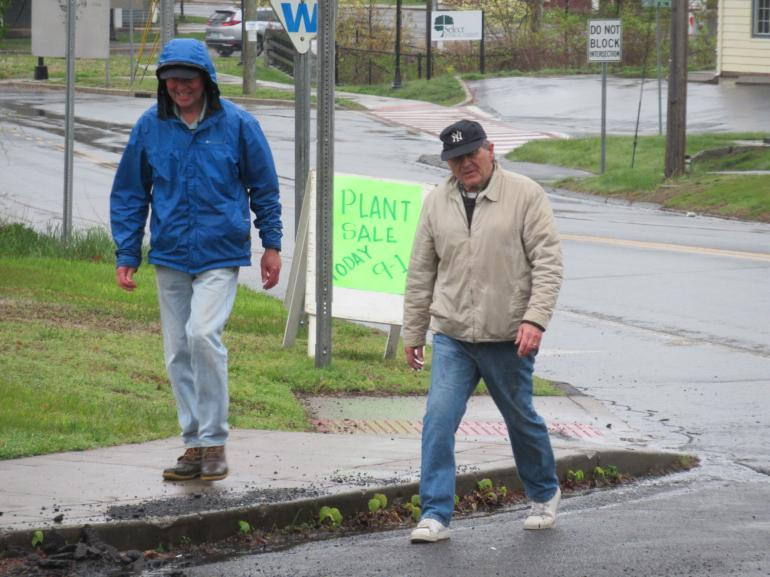 W
Select
DO NOT
BLOCK
INTERSECTION
NY
PLANT
SALE
TODAY
9-1